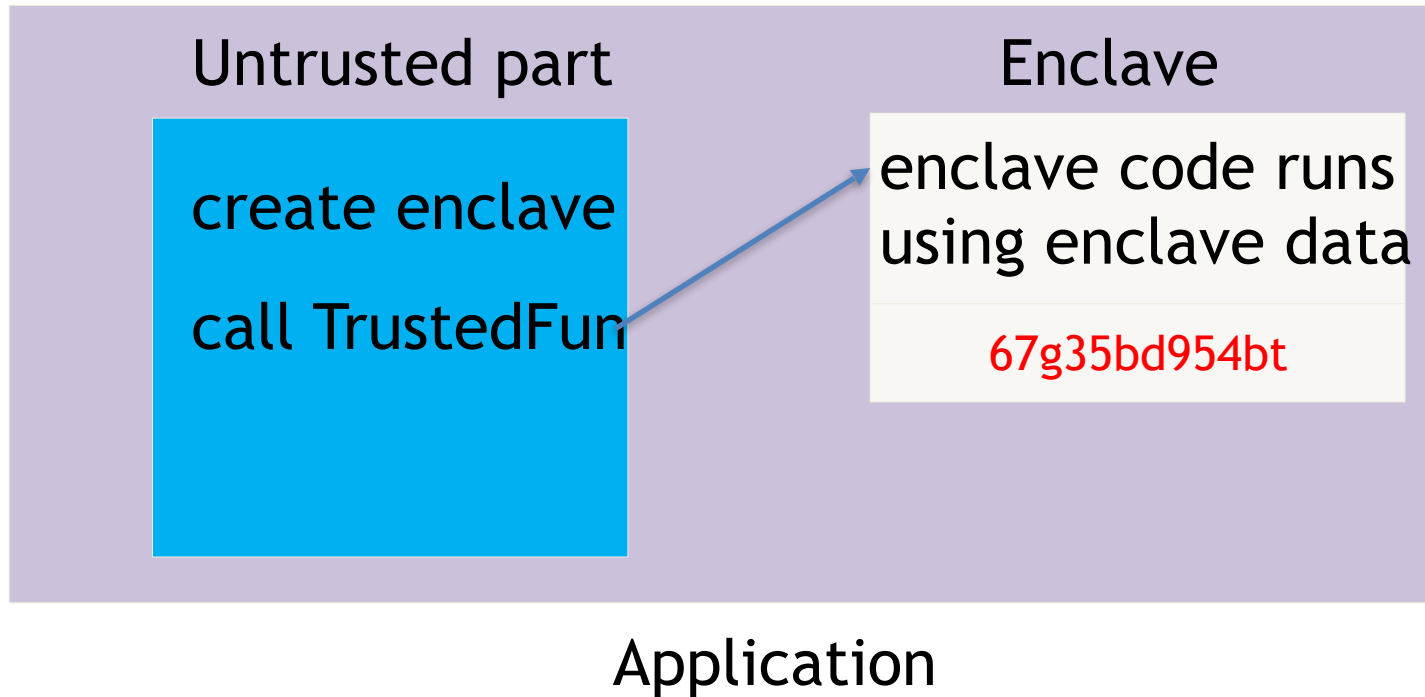 Untrusted part
Enclave
create enclave
call TrustedFun
enclave code runs
using enclave data
67g35bd954bt
Application